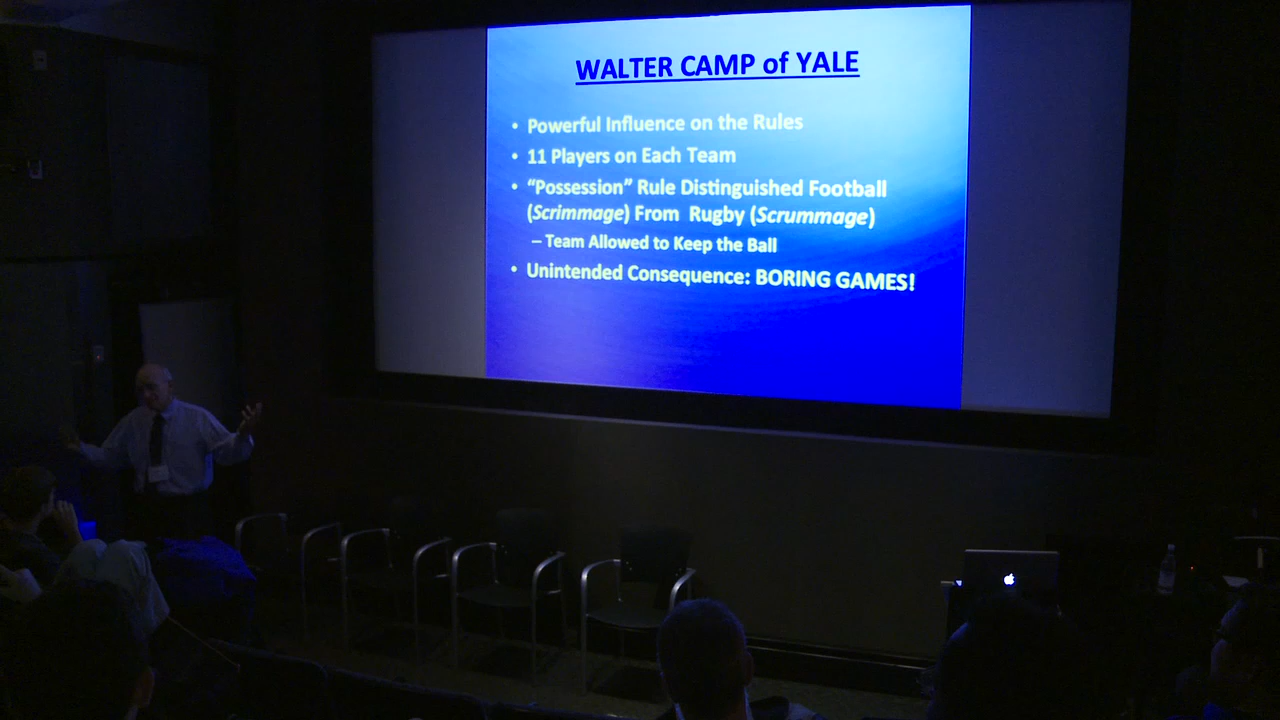 WALTER CAMP of YALE
• Powerful Influence on the Rules
• 11 Players on Each Team
• “Possession” Rule Distinguished Football
(Scrimmage) From Rugby (Scrummage)
– Team Allowed to Keep the Ball
• Unintended Consequence: BORING GAMES!